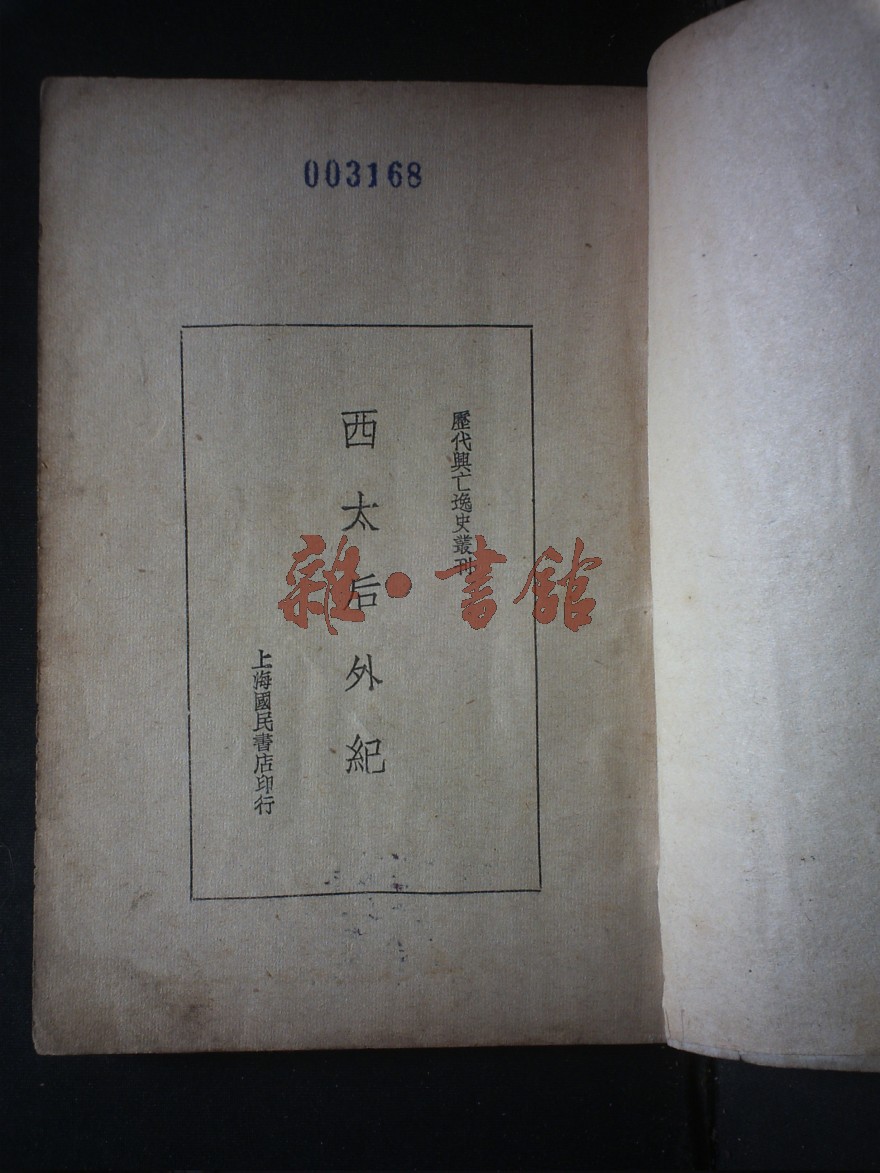 003168
歷代興亡逸史叢刊
西太后外紀
上海國民書店印行
雜·書館